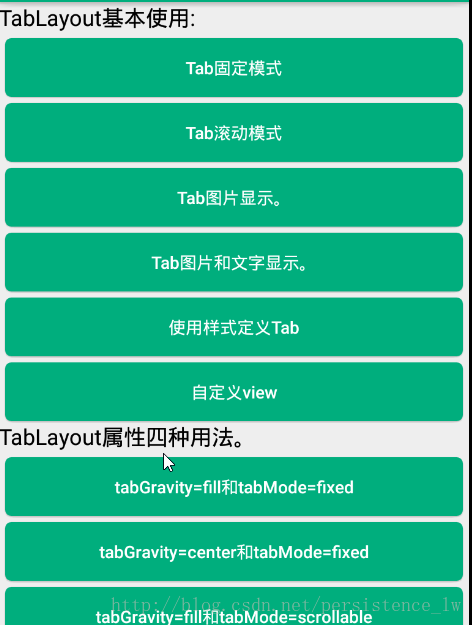 TabLayout基本使用:
Tab固定模式
Tab滚动模式
Tab图片显示。
Tab图片和文字显示。
使用样式定义Tab
自定义view
TabLayout属性四种用法。
tabGravity=fill和tabMode=fixed
tabGravity=center和tabMode=fixed
http://blog.csdn.net/persistence_lw
tabGravity=fill和tabMode=scrollable